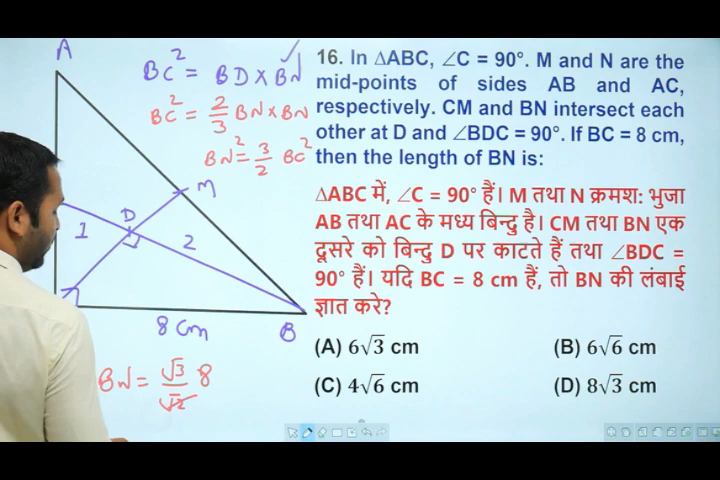 A
BC² = BD × BN
BC² = 2/3 BN × BN
BN² = 3/2 BC²
M
D
1
2
8 cm
B
BN = √3/√2 8
16. In ΔABC, ∠C = 90°. M and N are the
mid-points of sides AB and AC,
respectively. CM and BN intersect each
other at D and ∠BDC = 90°. If BC = 8 cm,
then the length of BN is:
ΔABC में, ∠C = 90° हैं। M तथा N क्रमश: भुजा
AB तथा AC के मध्य बिन्दु है। CM तथा BN एक
दूसरे को बिन्दु D पर काटते हैं तथा ∠BDC =
90° हैं। यदि BC = 8 cm हैं, तो BN की लंबाई
ज्ञात करे?
(A) 6√3 cm (B) 6√6 cm
(C) 4√6 cm (D) 8√3 cm